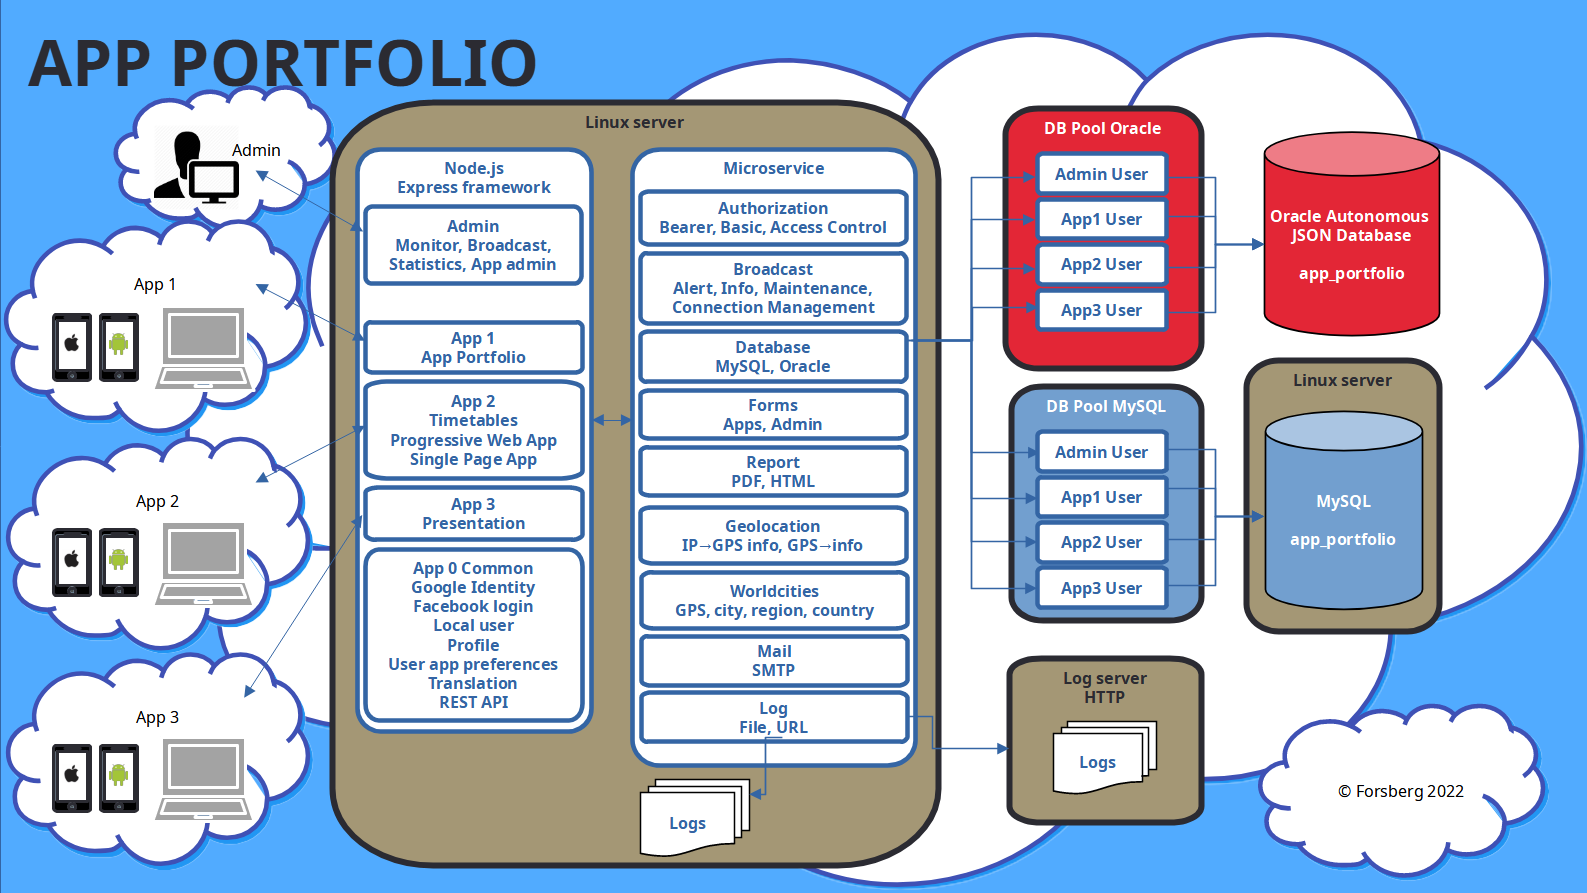 APP PORTFOLIO
Admin
App 1
App 2
App 3
Linux server
Node.js
Express framework
Admin
Monitor, Broadcast,
Statistics, App admin
App 1
App Portfolio
App 2
Timetables
Progressive Web App
Single Page App
App 3
Presentation
App 0 Common
Google Identity
Facebook login
Local user
Profile
User app preferences
Translation
REST API
Microservice
Authorization
Bearer, Basic, Access Control
Broadcast
Alert, Info, Maintenance,
Connection Management
Database
MySQL, Oracle
Forms
Apps, Admin
Report
PDF, HTML
Geolocation
IP→GPS info, GPS→info
Worldcities
GPS, city, region, country
Mail
SMTP
Log
File, URL
Logs
DB Pool Oracle
Admin User
App1 User
App2 User
App3 User
Oracle Autonomous
JSON Database
app_portfolio
DB Pool MySQL
Admin User
App1 User
App2 User
App3 User
Linux server
MySQL
app_portfolio
Log server
HTTP
Logs
© Forsberg 2022